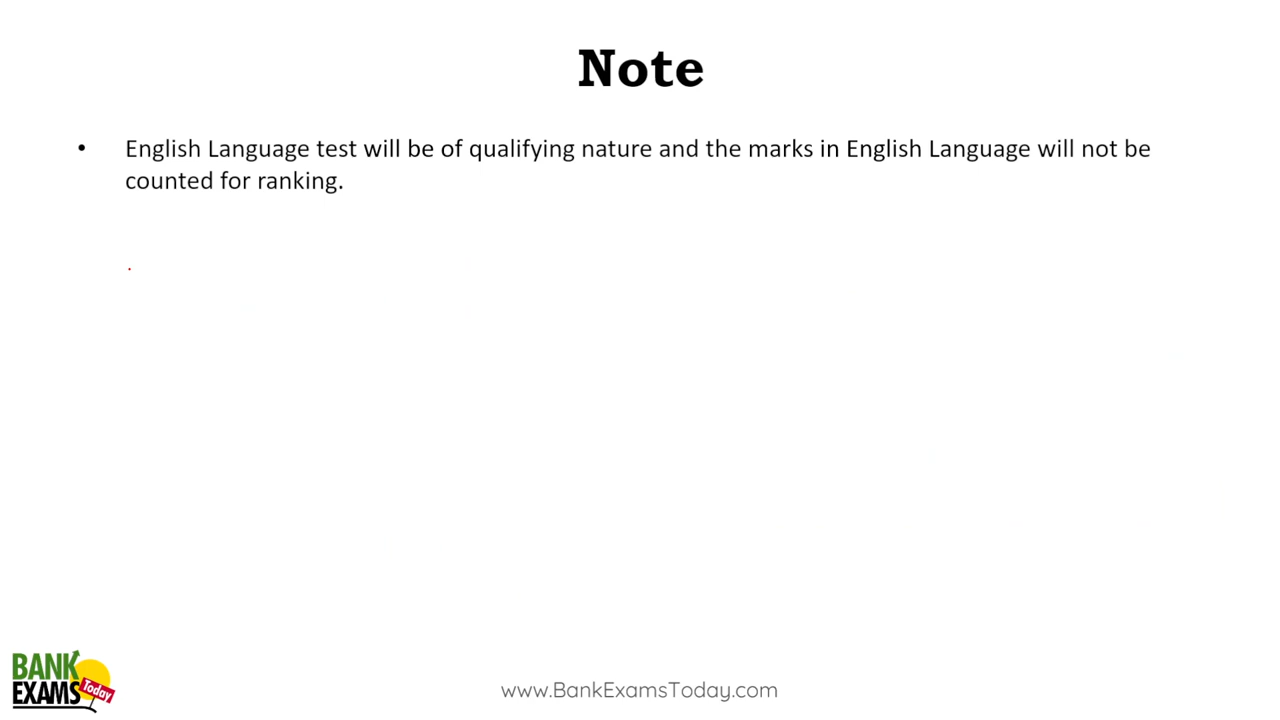 Note
• English Language test will be of qualifying nature and the marks in English Language will not be
counted for ranking.
BANK
EXAMS Today
www.BankExamsToday.com